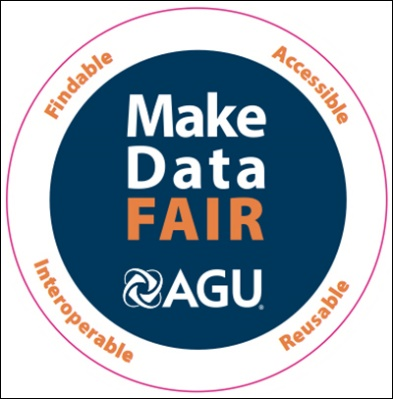 Findable
Accessible
Make
Data
FAIR
AGU®
Interoperable
Reusable